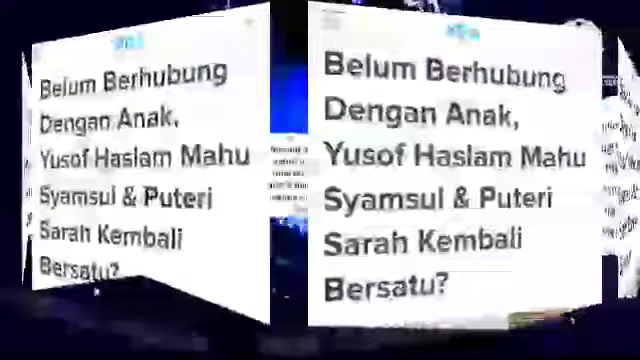 Belum Berhubung
Dengan Anak,
Yusof Haslam Mahu
Syamsul & Puteri
Sarah Kembali
Bersatu?
Belum Berhubung
Dengan Anak,
Yusof Haslam Mahu
Syamsul & Puteri
Sarah Kembali
Bersatu?